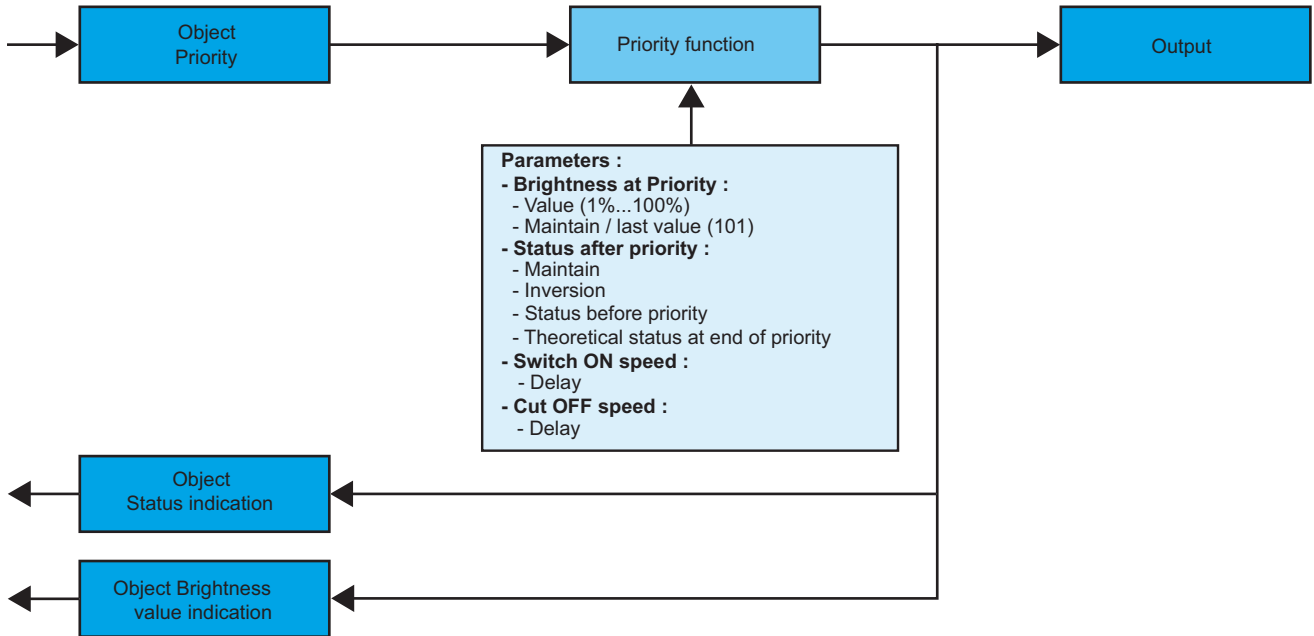 Object
Priority
Priority function
Output
Parameters :
- Brightness at Priority :
- Value (1%...100%)
- Maintain / last value (101)
- Status after priority :
- Maintain
- Inversion
- Status before priority
- Theoretical status at end of priority
- Switch ON speed :
- Delay
- Cut OFF speed :
- Delay
Object
Status indication
Object Brightness
value indication